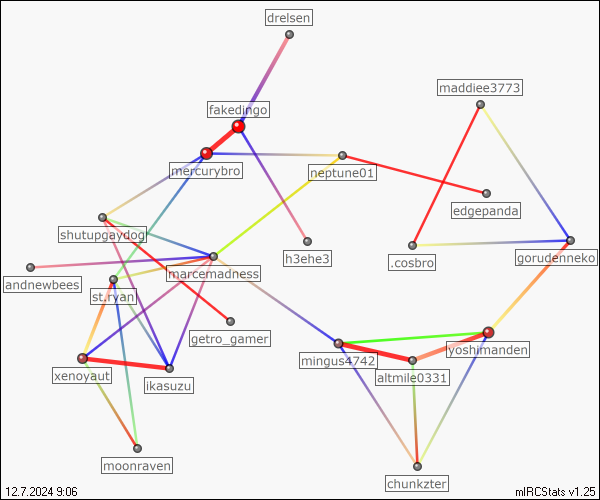 drelsen
maddiee3773
fakedingo
mercurybro
neptune01
edgepanda
shutupgaydog
h3ehe3
.cosbro
gorudenneko
marcemadness
andnewbees
st.ryan
getro_gamer
yoshimanden
mingus4742
xenoyaut
altmile0331
ikasuzu
moonraven
chunkzter
12.7.2024 9:06
mIRCStats v1.25